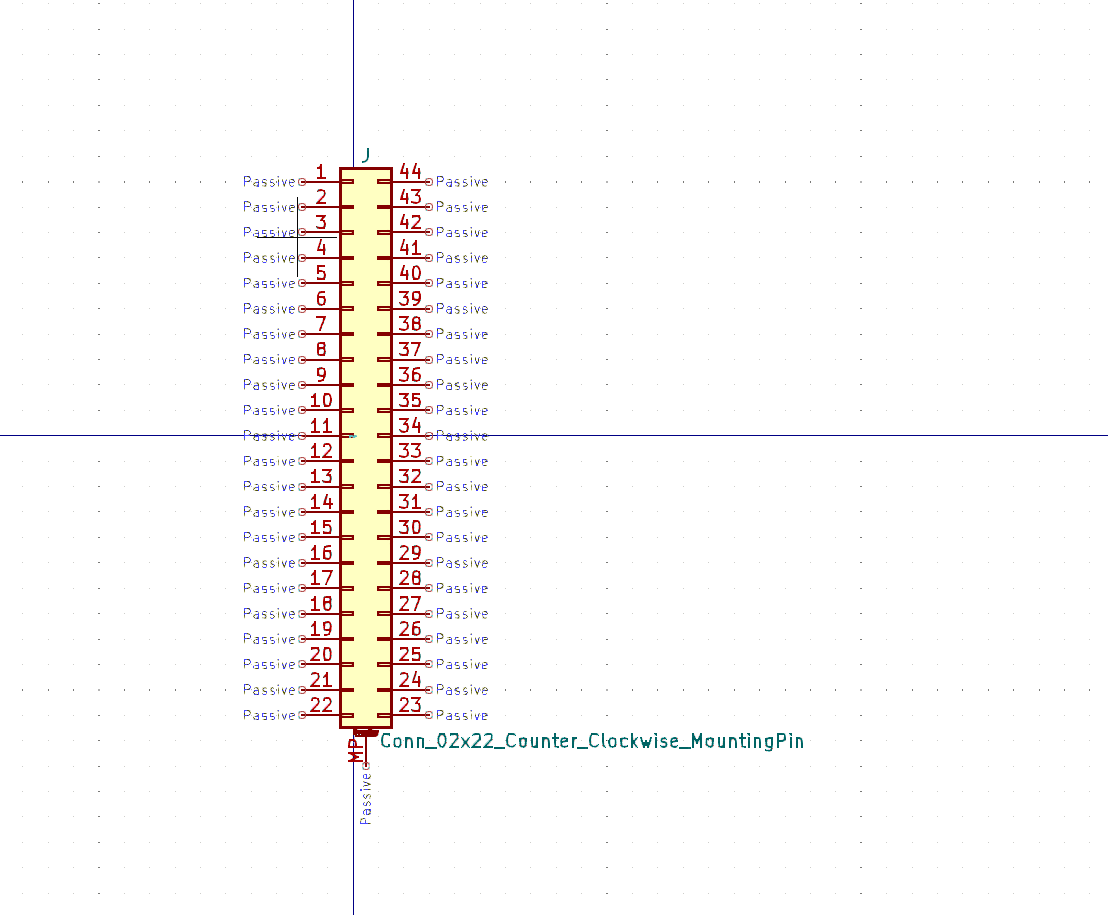 J
Passive 1 44 Passive
Passive 2 43 Passive
Passive 3 42 Passive
Passive 4 41 Passive
Passive 5 40 Passive
Passive 6 39 Passive
Passive 7 38 Passive
Passive 8 37 Passive
Passive 9 36 Passive
Passive 10 35 Passive
Passive 11 34 Passive
Passive 12 33 Passive
Passive 13 32 Passive
Passive 14 31 Passive
Passive 15 30 Passive
Passive 16 29 Passive
Passive 17 28 Passive
Passive 18 27 Passive
Passive 19 26 Passive
Passive 20 25 Passive
Passive 21 24 Passive
Passive 22 23 Passive
MP Conn_02x22_Counter_Clockwise_MountingPin
Passive